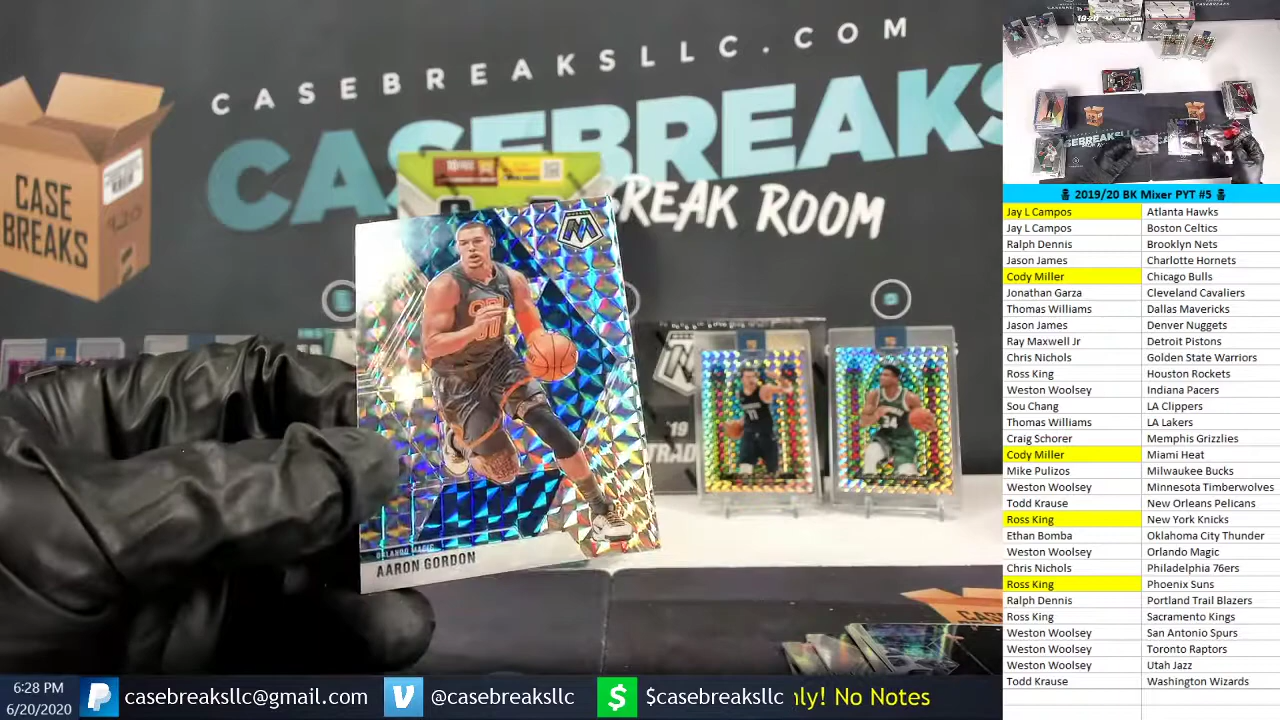 CASEBREAKSLLC.COM
CASEBREAKS
BREAK ROOM
CASE
BREAKS
MOSAIC
ORLANDO MAGIC
AARON GORDON
2019/20 BK Mixer PYT #5
Jay L Campos Atlanta Hawks
Jay L Campos Boston Celtics
Ralph Dennis Brooklyn Nets
Jason James Charlotte Hornets
Cody Miller Chicago Bulls
Jonathan Garza Cleveland Cavaliers
Thomas Williams Dallas Mavericks
Jason James Denver Nuggets
Ray Maxwell Jr Detroit Pistons
Chris Nichols Golden State Warriors
Ross King Houston Rockets
Weston Woolsey Indiana Pacers
Sou Chang LA Clippers
Thomas Williams LA Lakers
Craig Schorer Memphis Grizzlies
Cody Miller Miami Heat
Mike Pulizos Milwaukee Bucks
Weston Woolsey Minnesota Timberwolves
Todd Krause New Orleans Pelicans
Ross King New York Knicks
Ethan Bomba Oklahoma City Thunder
Weston Woolsey Orlando Magic
Chris Nichols Philadelphia 76ers
Ross King Phoenix Suns
Ralph Dennis Portland Trail Blazers
Ross King Sacramento Kings
Weston Woolsey San Antonio Spurs
Weston Woolsey Toronto Raptors
Weston Woolsey Utah Jazz
Todd Krause Washington Wizards
6:28 PM
6/20/2020
casebreaksllc@gmail.com @casebreaksllc $casebreaksllc nly! No Notes